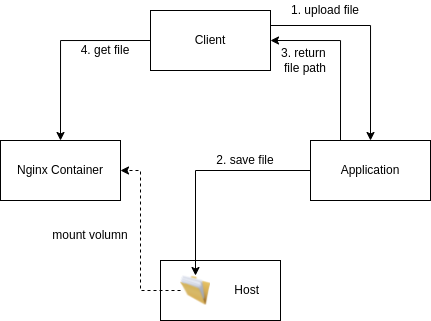 1. upload file
Client
3. return
file path
4. get file
2. save file
Nginx Container
Application
mount volumn
Host